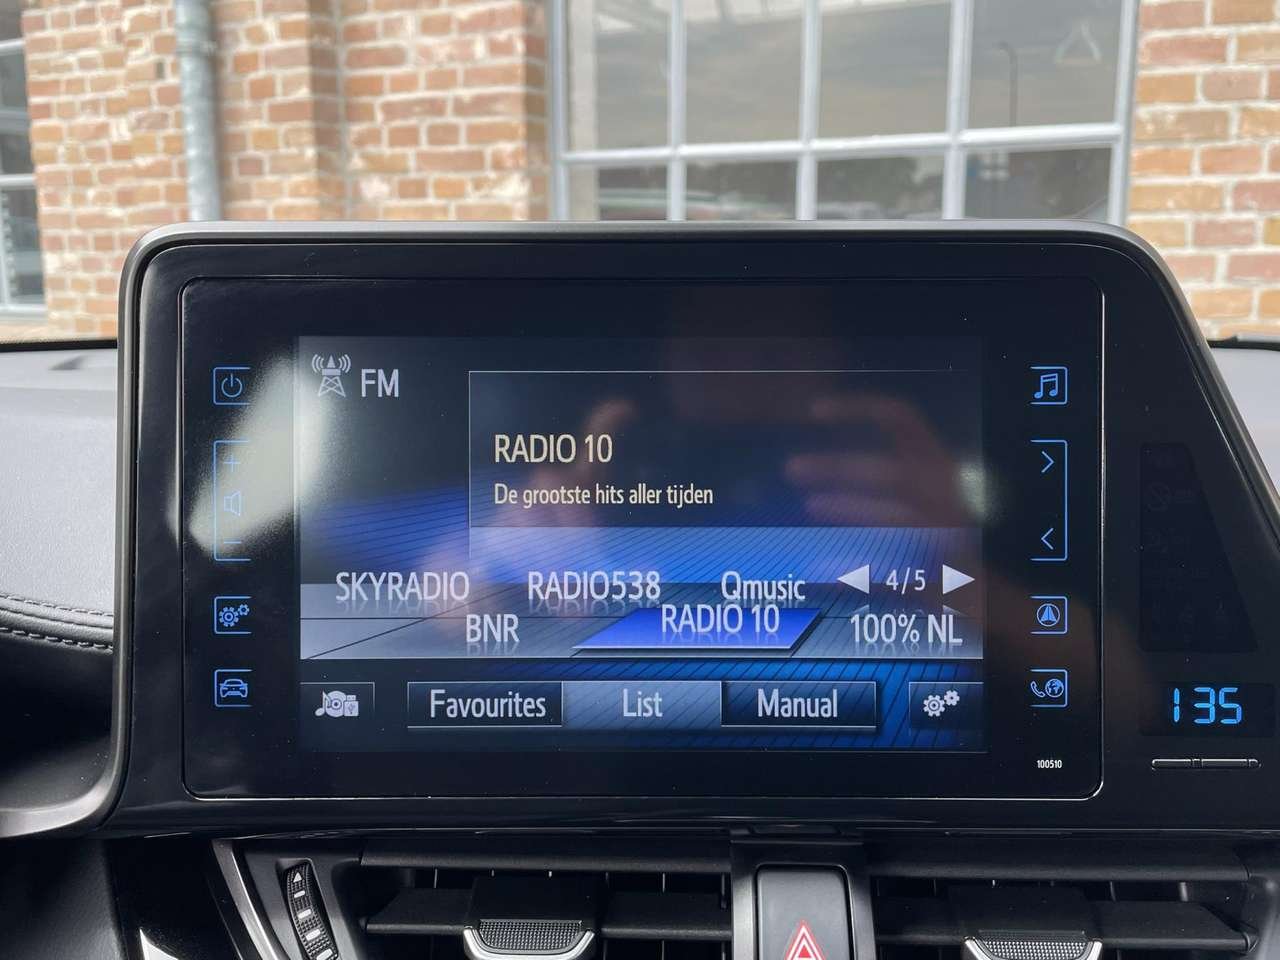 FM
RADIO 10
De grootste hits aller tijden
SKYRADIO RADIO538 Qmusic 4/5
BNR RADIO 10 100% NL
Favourites List Manual
100510
135